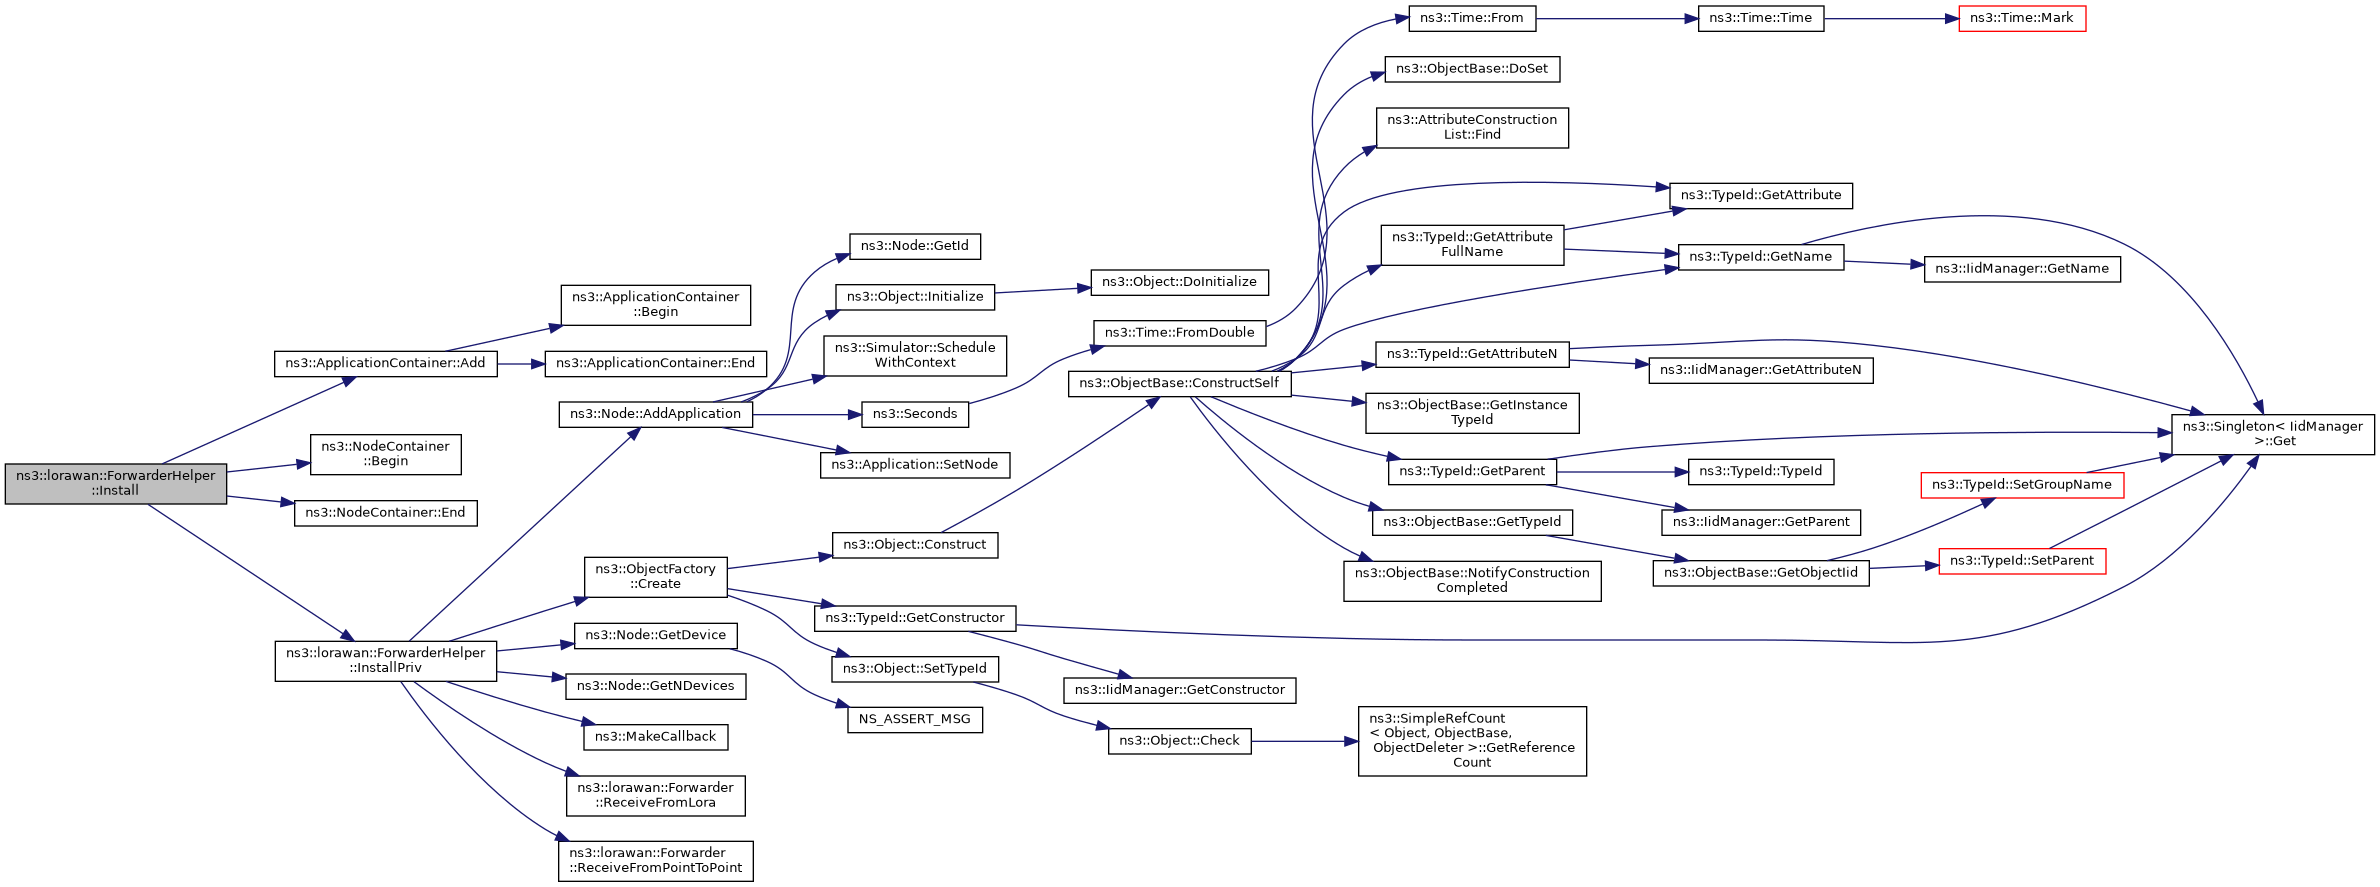 ns3::lorawan::ForwarderHelper
::Install
ns3::ApplicationContainer::Add
ns3::ApplicationContainer
::Begin
ns3::ApplicationContainer::End
ns3::NodeContainer
::Begin
ns3::NodeContainer::End
ns3::lorawan::ForwarderHelper
::InstallPriv
ns3::Node::AddApplication
ns3::Node::GetId
ns3::Object::Initialize
ns3::Object::DoInitialize
ns3::Simulator::Schedule
WithContext
ns3::Seconds
ns3::Time::FromDouble
ns3::Time::From
ns3::Time::Time
ns3::Time::Mark
ns3::Application::SetNode
ns3::ObjectFactory
::Create
ns3::Object::Construct
ns3::ObjectBase::ConstructSelf
ns3::ObjectBase::DoSet
ns3::AttributeConstruction
List::Find
ns3::TypeId::GetAttribute
ns3::TypeId::GetAttribute
FullName
ns3::TypeId::GetName
ns3::IidManager::GetName
ns3::TypeId::GetAttributeN
ns3::IidManager::GetAttributeN
ns3::Singleton< IidManager
>::Get
ns3::ObjectBase::GetInstance
TypeId
ns3::TypeId::GetParent
ns3::TypeId::TypeId
ns3::IidManager::GetParent
ns3::ObjectBase::GetTypeId
ns3::ObjectBase::GetObjectIid
ns3::TypeId::SetGroupName
ns3::TypeId::SetParent
ns3::ObjectBase::NotifyConstruction
Completed
ns3::TypeId::GetConstructor
ns3::IidManager::GetConstructor
ns3::Object::SetTypeId
ns3::Object::Check
ns3::SimpleRefCount
< Object, ObjectBase,
ObjectDeleter >::GetReference
Count
ns3::Node::GetDevice
NS_ASSERT_MSG
ns3::Node::GetNDevices
ns3::MakeCallback
ns3::lorawan::Forwarder
::ReceiveFromLora
ns3::lorawan::Forwarder
::ReceiveFromPointToPoint